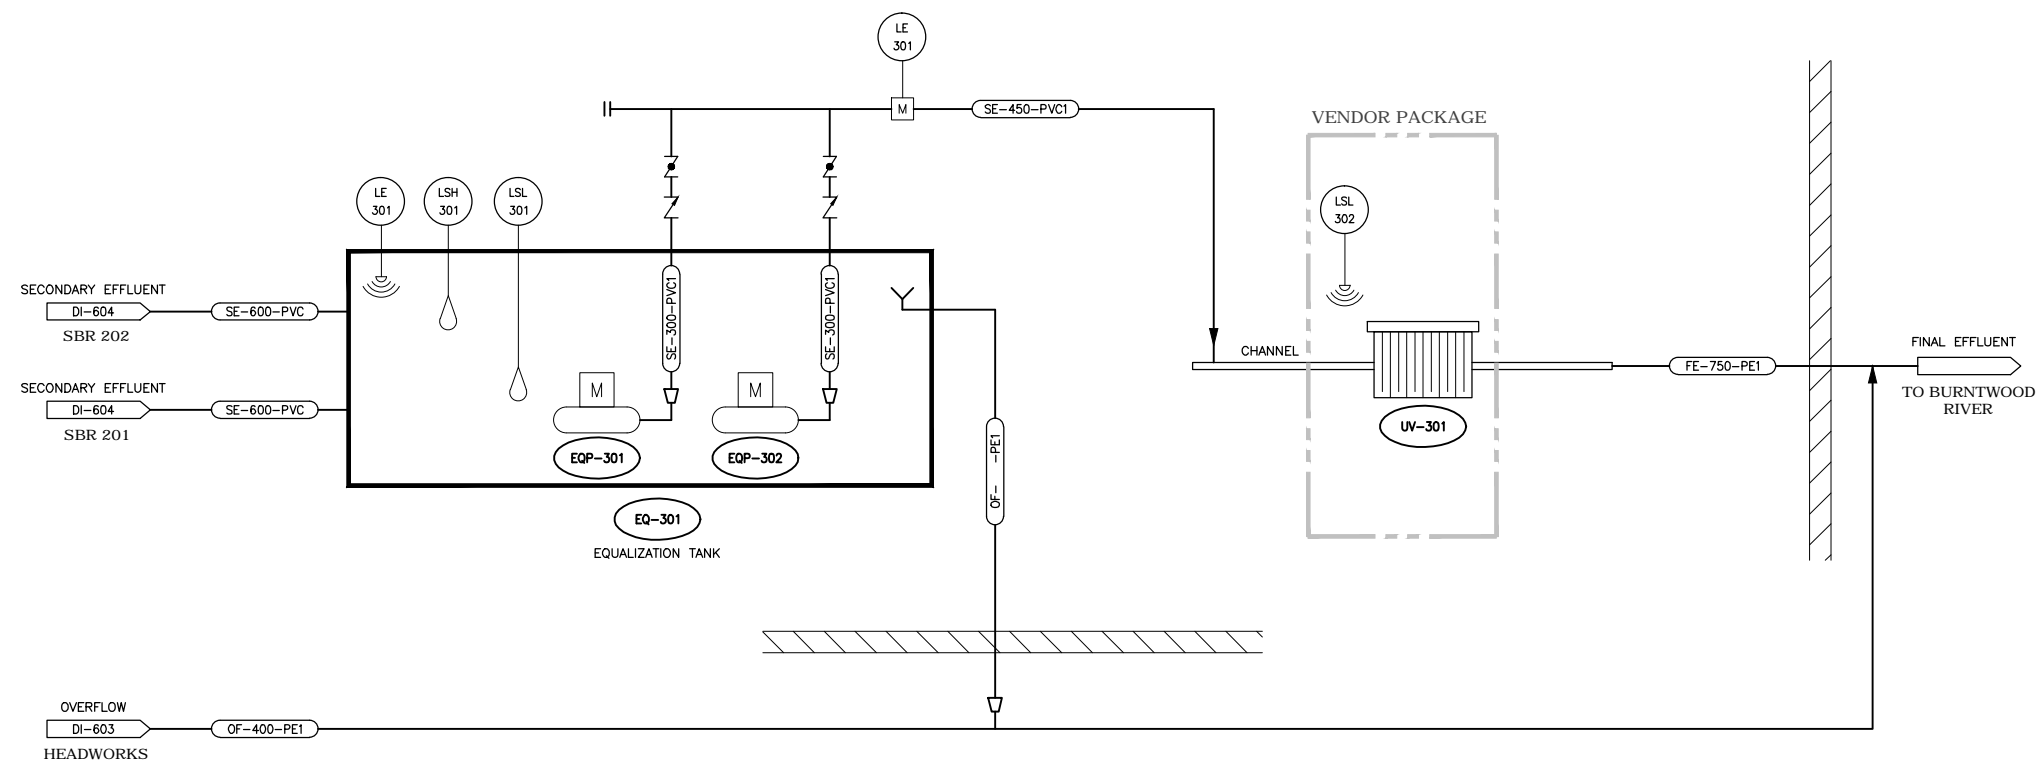 LE
301
M
SE-450-PVC1
VENDOR PACKAGE
LE
301
LSH
301
LSL
301
LSL
302
SECONDARY EFFLUENT
DI-604
SE-600-PVC
SBR 202
SE-300-PVC1
SE-300-PVC1
CHANNEL
FINAL EFFLUENT
FE-750-PE1
TO BURNTWOOD
RIVER
SECONDARY EFFLUENT
DI-604
SE-600-PVC
SBR 201
M
M
EQP-301
EQP-302
UV-301
OF- -PE1
EQ-301
EQUALIZATION TANK
OVERFLOW
DI-603
OF-400-PE1
HEADWORKS